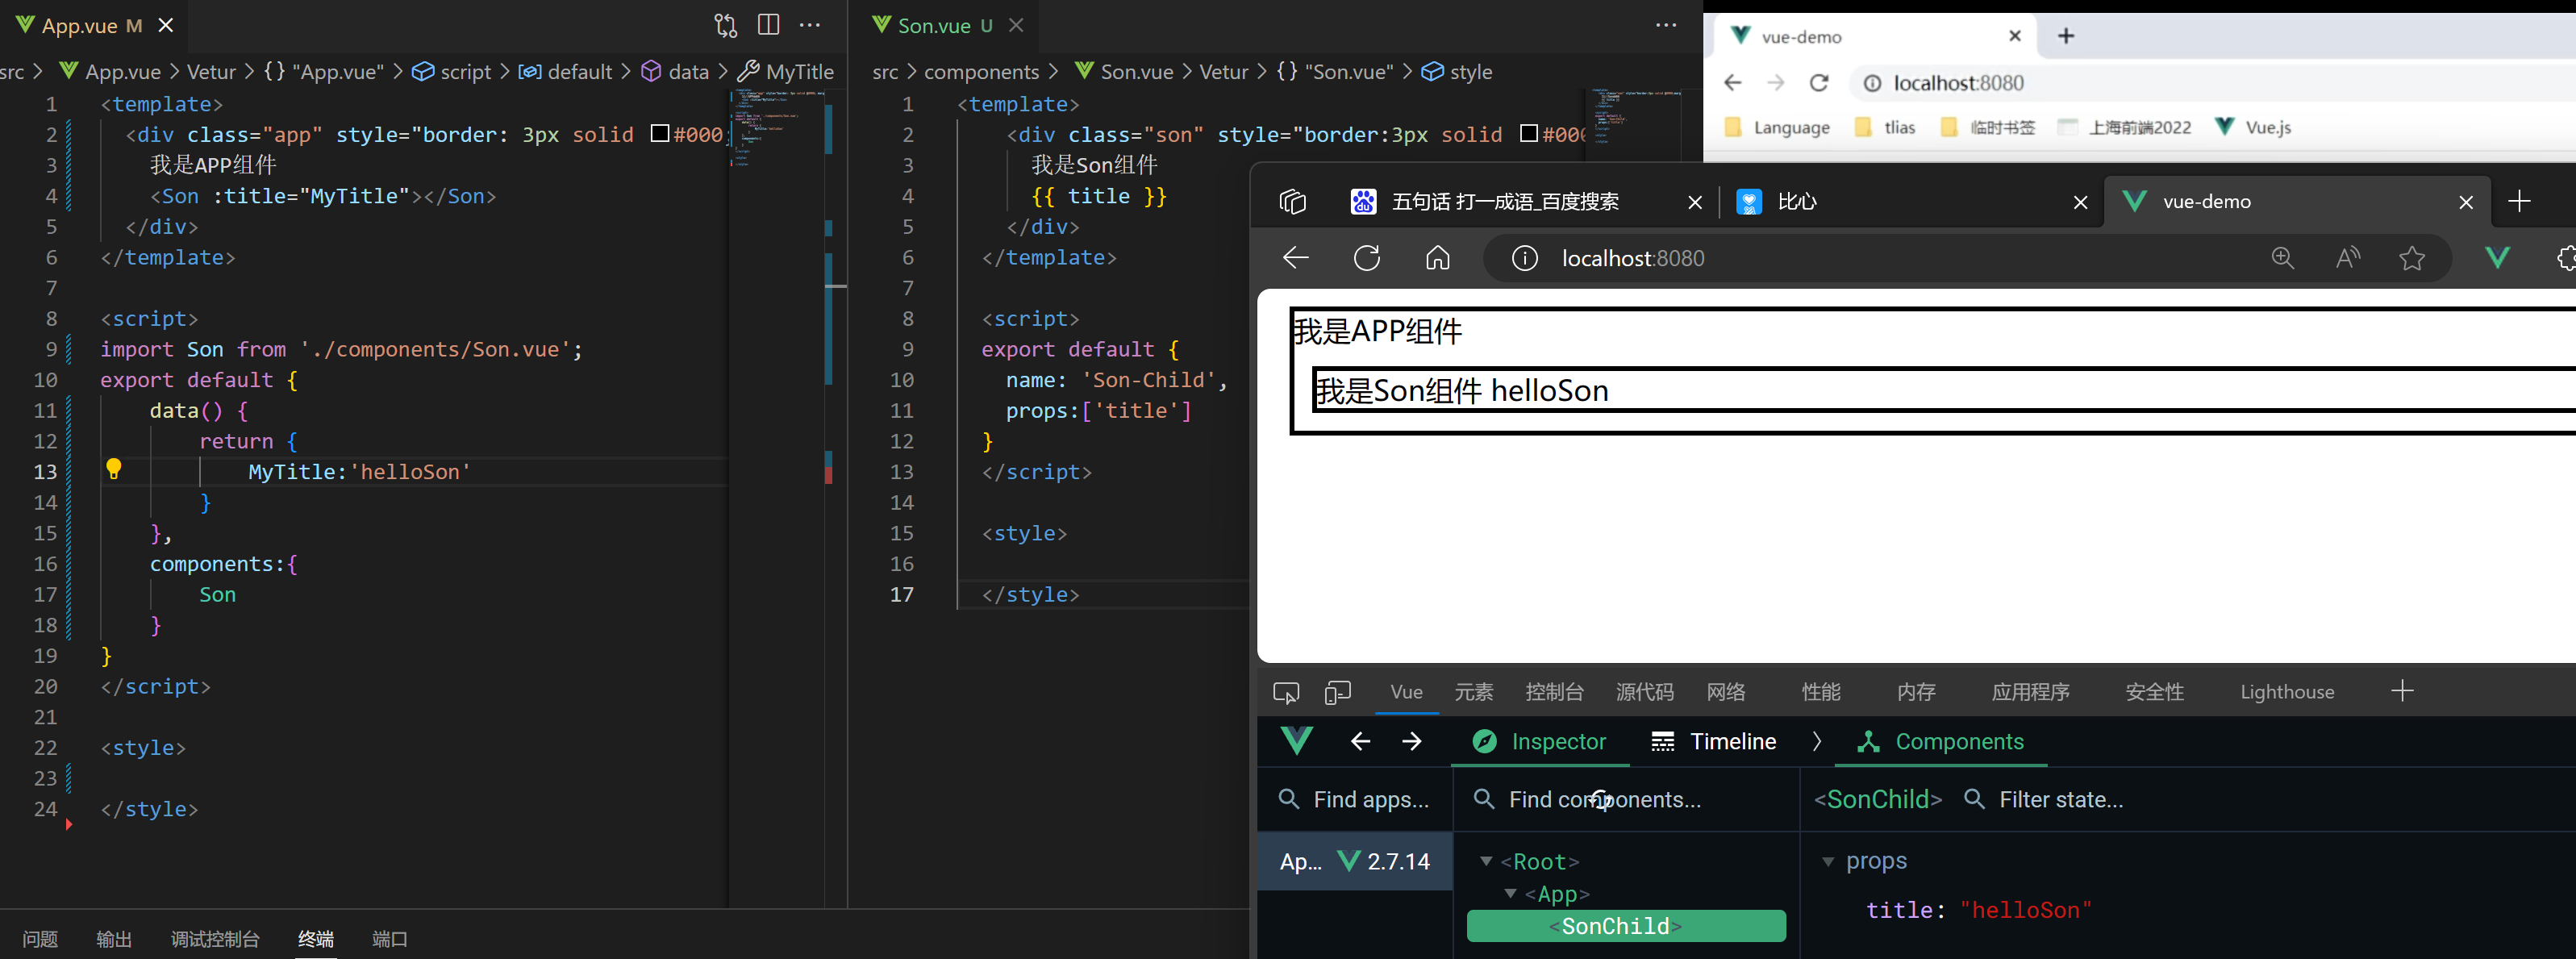 App.vue M
src > App.vue > Vetur > {} "App.vue" > script > default > data > MyTitle
1 <template>
2 <div class="app" style="border: 3px solid #000;
3 我是APP组件
4 <Son :title="MyTitle"></Son>
5 </div>
6 </template>
7
8 <script>
9 import Son from './components/Son.vue';
10 export default {
11 data() {
12 return {
13 MyTitle:'helloSon'
14 }
15 },
16 components:{
17 Son
18 }
19 }
20 </script>
21
22 <style>
23
24 </style>
问题 输出 调试控制台 终端 端口
Son.vue U
src > components > Son.vue > Vetur > {} "Son.vue" > style
1 <template>
2 <div class="son" style="border:3px solid #000
3 我是Son组件
4 {{ title }}
5 </div>
6 </template>
7
8 <script>
9 export default {
10 name: 'Son-Child',
11 props:['title']
12 }
13 </script>
14
15 <style>
16
17 </style>
vue-demo
localhost:8080
Language tlias 临时书签 上海前端2022 Vue.js
五句话 打一成语_百度搜索 比心 vue-demo
localhost:8080
我是APP组件
我是Son组件 helloSon
Vue 元素 控制台 源代码 网络 性能 内存 应用程序 安全性 Lighthouse
Inspector Timeline Components
Find apps... Find components... <SonChild> Filter state...
Ap... 2.7.14
<Root>
<App>
<SonChild>
props
title: "helloSon"